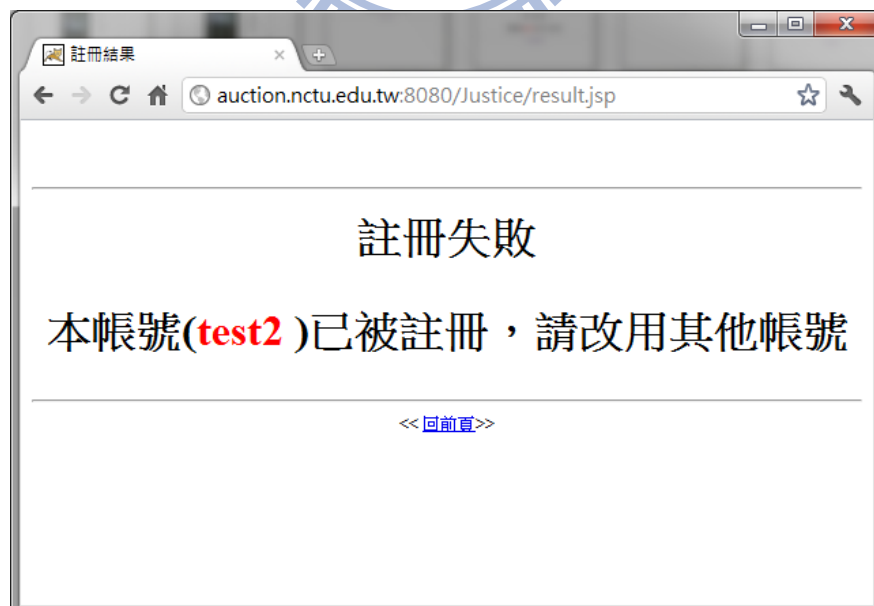 註冊結果
auction.nctu.edu.tw:8080/Justice/result.jsp
註冊失敗
本帳號(test2 )已被註冊，請改用其他帳號
<< 回前頁>>